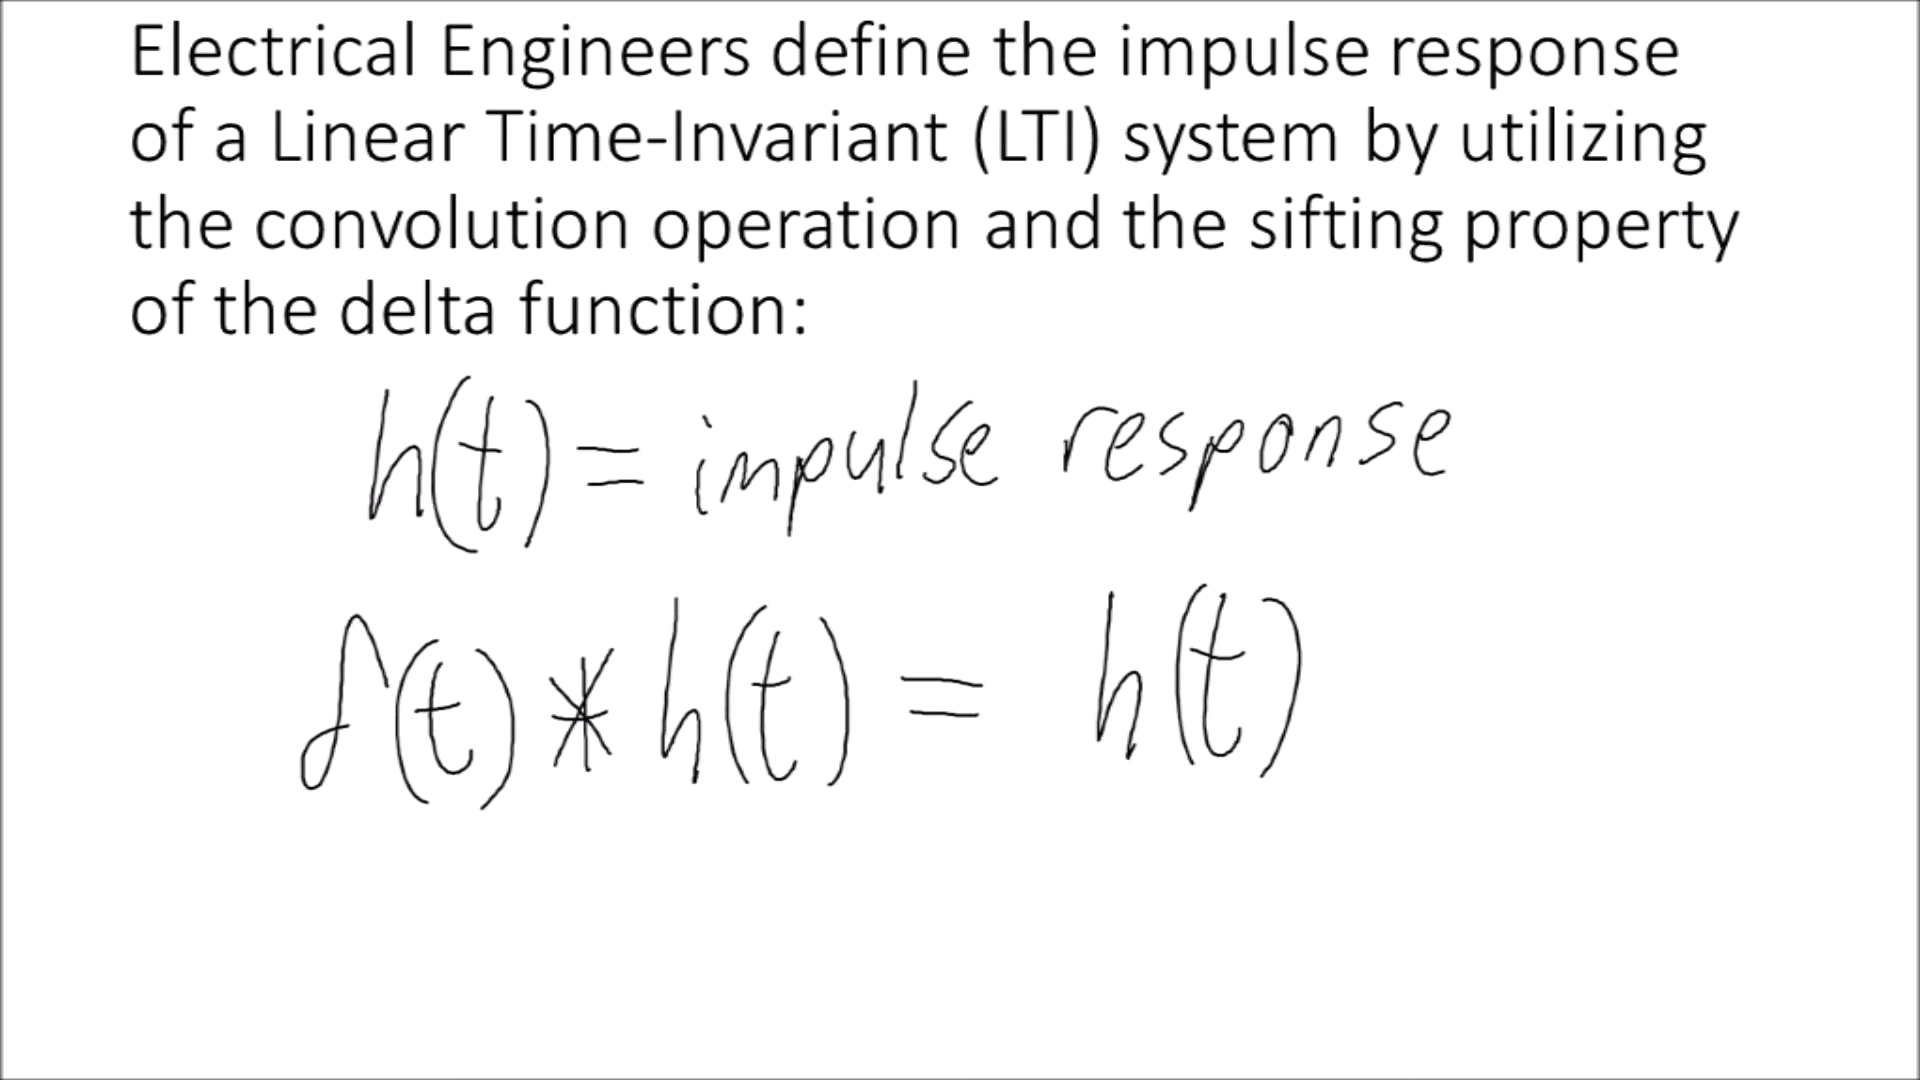 Electrical Engineers define the impulse response
of a Linear Time-Invariant (LTI) system by utilizing
the convolution operation and the sifting property
of the delta function:
h(t) = impulse response
δ(t) * h(t) = h(t)